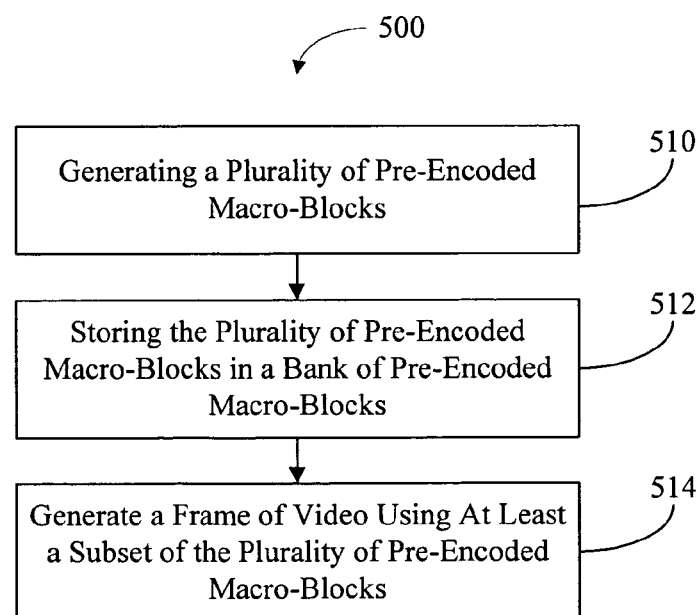 500
Generating a Plurality of Pre-Encoded
Macro-Blocks
510
Storing the Plurality of Pre-Encoded
Macro-Blocks in a Bank of Pre-Encoded
Macro-Blocks
512
Generate a Frame of Video Using At Least
a Subset of the Plurality of Pre-Encoded
Macro-Blocks
514